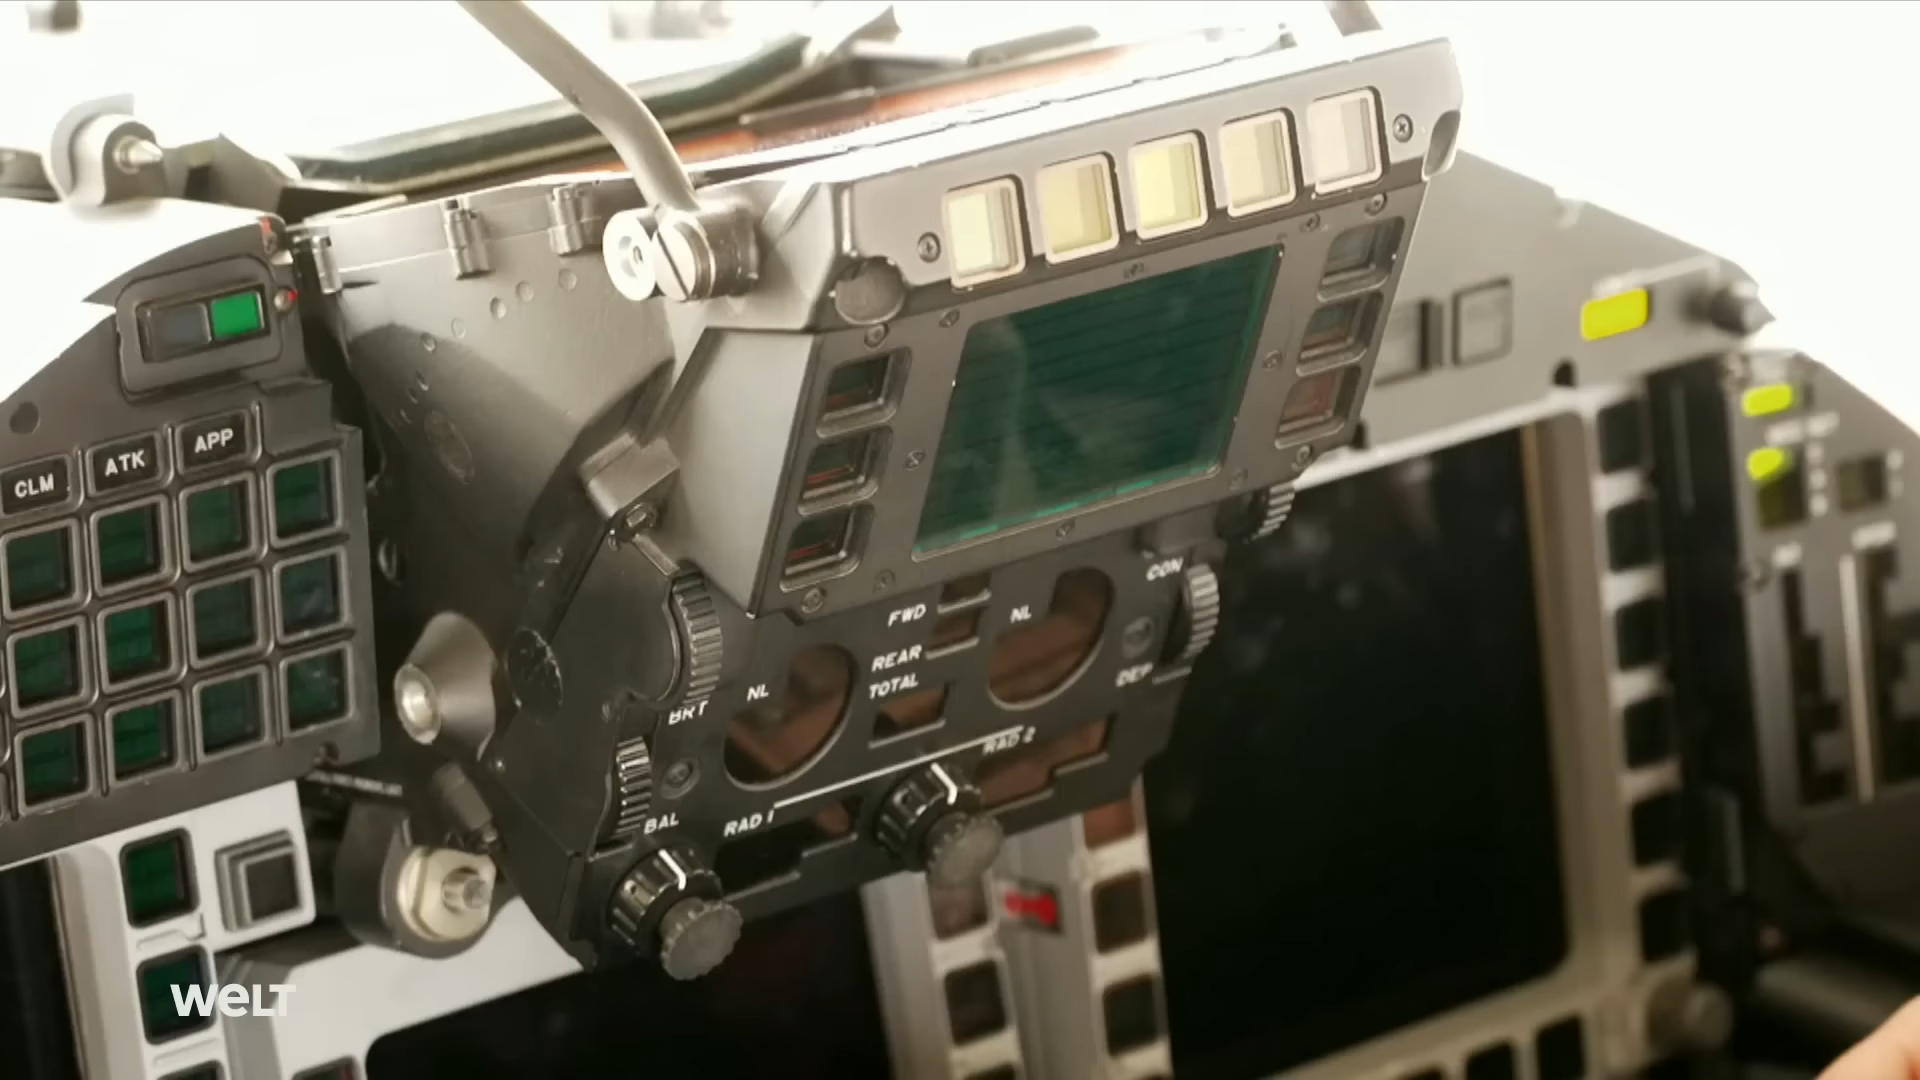 CLM
ATK
APP
FWD
NL
CON
REAR
TOTAL
NL
DEP
BRT
RAD 2
BAL
RAD 1
WELT